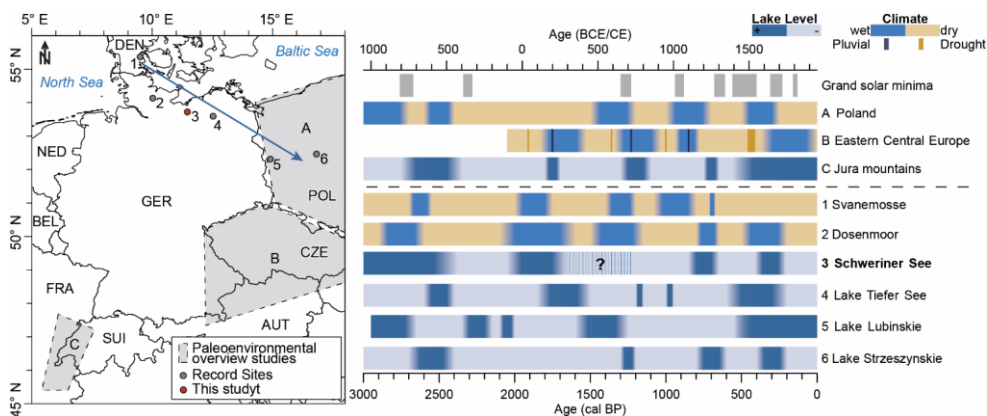 5° E 10° E 15° E
55° N
50° N
45° N
N
DEN
Baltic Sea
North Sea
1
2
3
4
5
6
A
NED
GER
POL
BEL
B
CZE
FRA
AUT
SUI
C
Paleoenvironmental
overview studies
Record Sites
This studyt
Lake Level
+ -
Climate
wet dry
Pluvial Drought
Age (BCE/CE)
1000 500 0 500 1000 1500
Grand solar minima
A Poland
B Eastern Central Europe
C Jura mountains
1 Svanemosse
2 Dosenmoor
3 Schweriner See
?
4 Lake Tiefer See
5 Lake Lubinskie
6 Lake Strzeszynskie
3000 2500 2000 1500 1000 500 0
Age (cal BP)